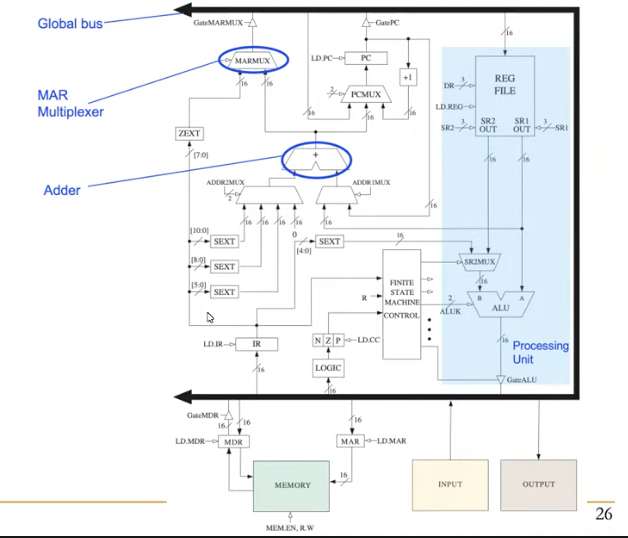 Global bus
GateMARMUX
GatePC
16
MARMUX
LD.PC
PC
+1
16
16
2
PCMUX
16
16
16
MAR
Multiplexer
DR
3
REG
FILE
LD.REG
SR2
3
SR2
OUT
SR1
OUT
3
SR1
ZEXT
[7:0]
+
16
16
Adder
ADDR2MUX
2
ADDR1MUX
16
16
16
16
16
0
16
16
[10:0]
SEXT
[4:0]
SEXT
16
[8:0]
SEXT
SR2MUX
[5:0]
SEXT
16
R
FINITE
STATE
MACHINE
CONTROL
2
ALUK
B
ALU
A
LD.IR
IR
N Z P
LD.CC
16
Processing
Unit
16
LOGIC
16
GateALU
GateMDR
16
16
16
LD.MDR
MDR
MAR
LD.MAR
16
MEMORY
INPUT
OUTPUT
MEM.EN, R.W
26